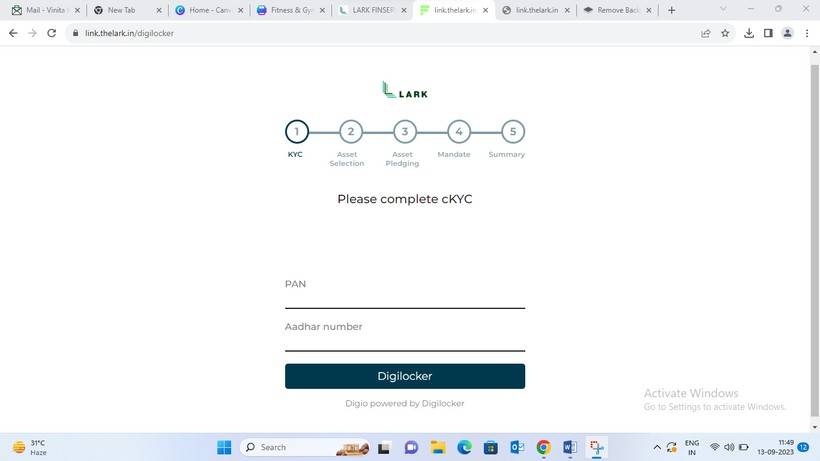 Mail - Vinita
New Tab
Home - Can
Fitness & Gy
LARK FINSER
link.thelark.in
link.thelark.in
Remove Back
link.thelark.in/digilocker
LARK
1 2 3 4 5
KYC Asset Selection Asset Pledging Mandate Summary
Please complete cKYC
PAN
Aadhar number
Digilocker
Digio powered by Digilocker
Activate Windows
Go to Settings to activate Windows.
31°C
Haze
Search
ENG
IN
11:49
13-09-2023
12